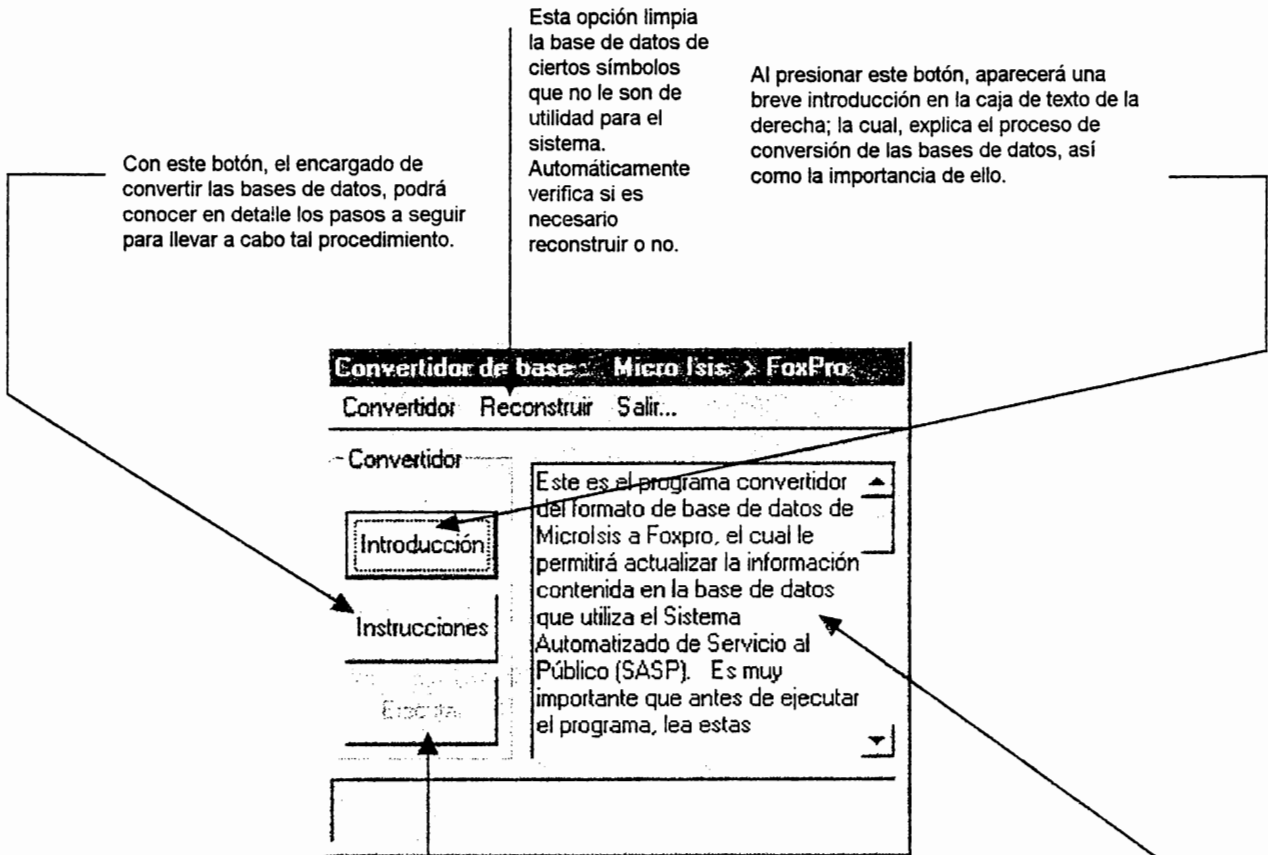 Esta opción limpia
la base de datos de
ciertos símbolos
que no le son de
utilidad para el
sistema.
Automáticamente
verifica si es
necesario
reconstruir o no.
Al presionar este botón, aparecerá una
breve introducción en la caja de texto de la
derecha; la cual, explica el proceso de
conversión de las bases de datos, así
como la importancia de ello.
Con este botón, el encargado de
convertir las bases de datos, podrá
conocer en detalle los pasos a seguir
para llevar a cabo tal procedimiento.
Convertidor de base Micro Isis > FoxPro
Convertidor Reconstruir Salir...
Convertidor
Introducción
Instrucciones
Este es el programa convertidor
del formato de base de datos de
MicroIsis a Foxpro, el cual le
permitirá actualizar la información
contenida en la base de datos
que utiliza el Sistema
Automatizado de Servicio al
Público (SASP). Es muy
importante que antes de ejecutar
el programa, lea estas